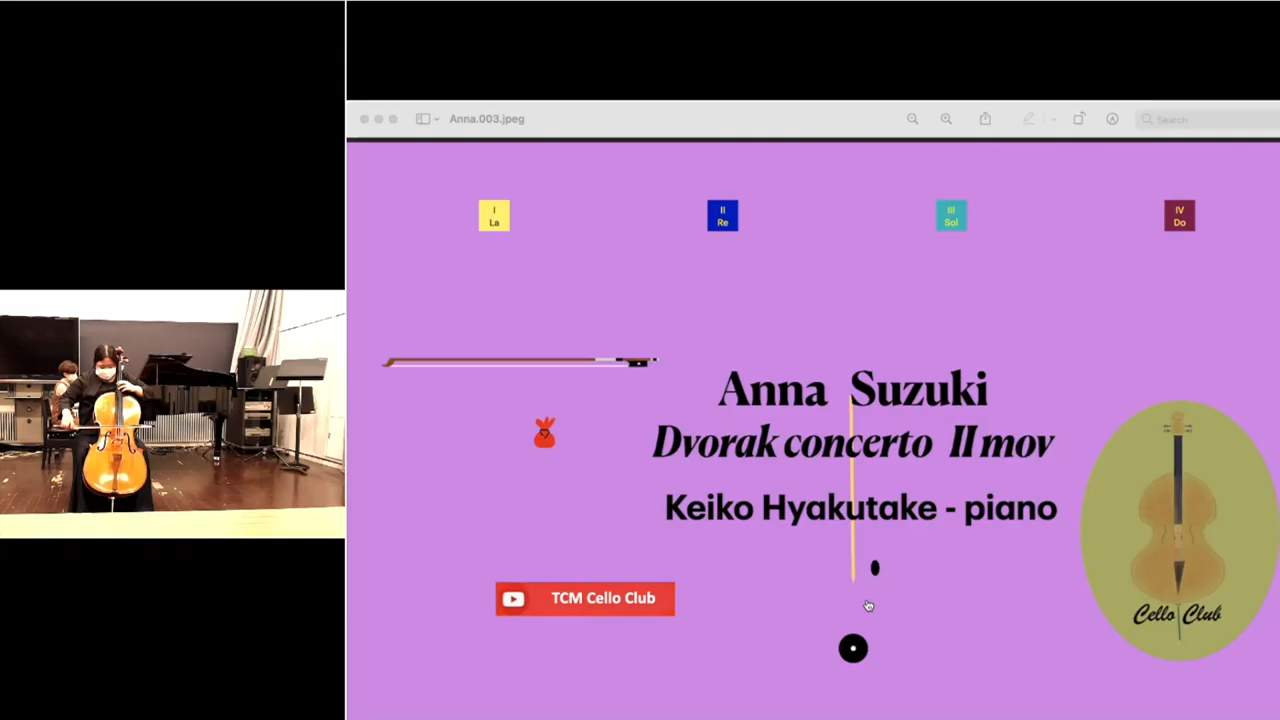 Anna.003.jpeg
Search
I
La
II
Re
III
Sol
IV
Do
Anna Suzuki
Dvorak concerto II mov
Keiko Hyakutake - piano
TCM Cello Club
Cello Club